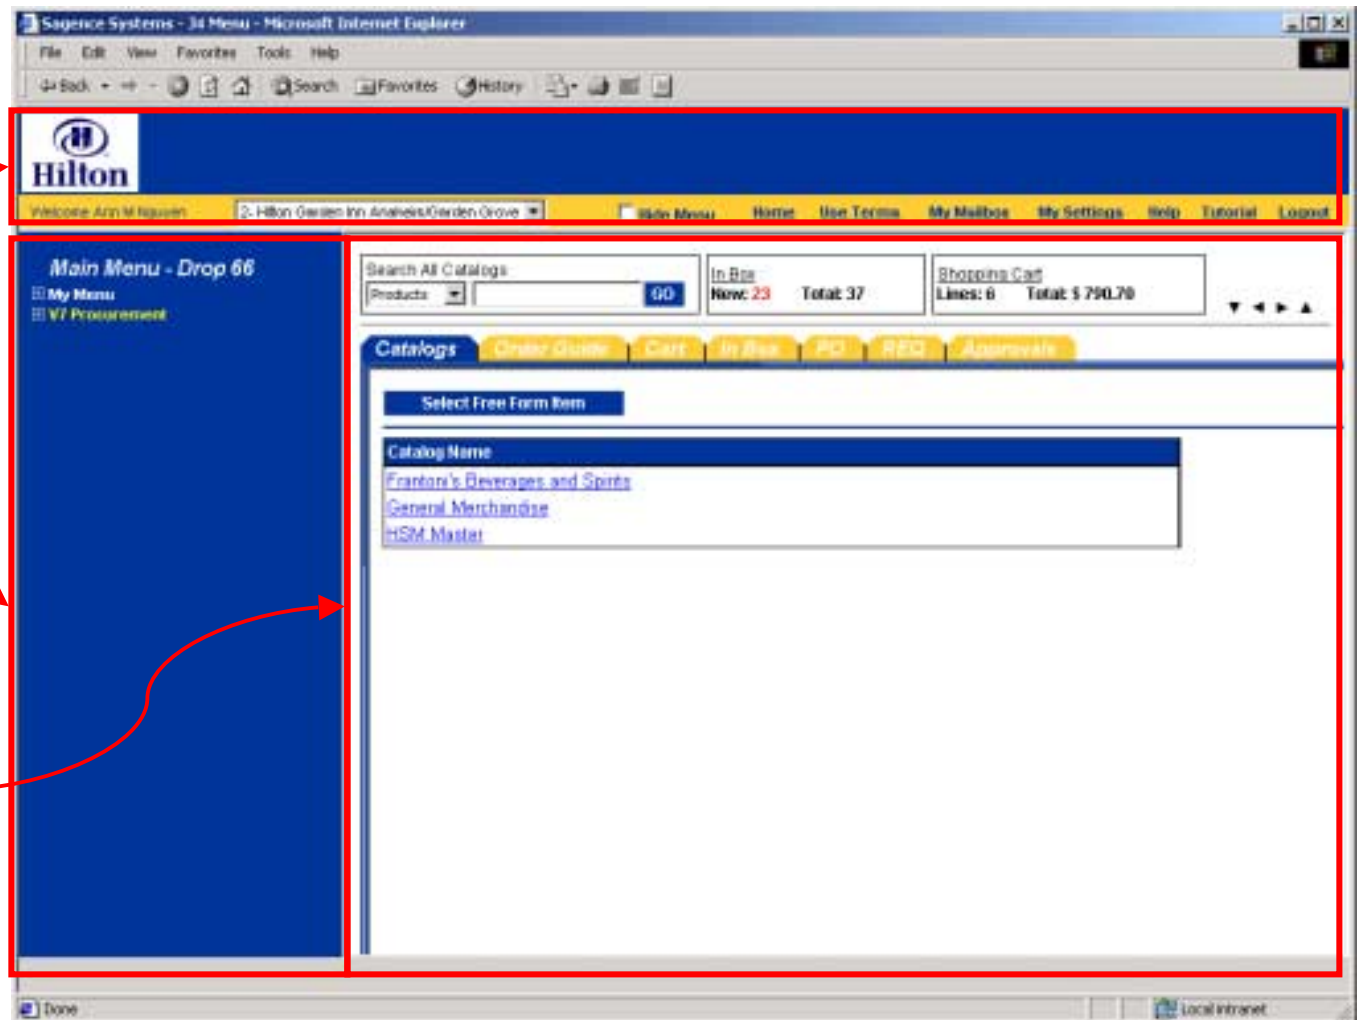 Sagence Systems - J4 Menu - Microsoft Internet Explorer
File Edit View Favorites Tools Help
Back Search Favorites History
Hilton
Welcome Ann M Nguyen 2- Hilton Garden Inn Anaheim/Garden Grove Hide Menu Home Use Terms My Mailbox My Settings Help Tutorial Logout
Main Menu - Drop 66
My Menu
V7 Procurement
Search All Catalogs
Products GO
In Box
New: 23 Total: 37
Shopping Cart
Lines: 6 Total: $ 790.70
Catalogs Order Guide Cart In Box PO REQ Approvals
Select Free Form Item
Catalog Name
Frantoni's Beverages and Spirits
General Merchandise
HSM Master
Done Local intranet